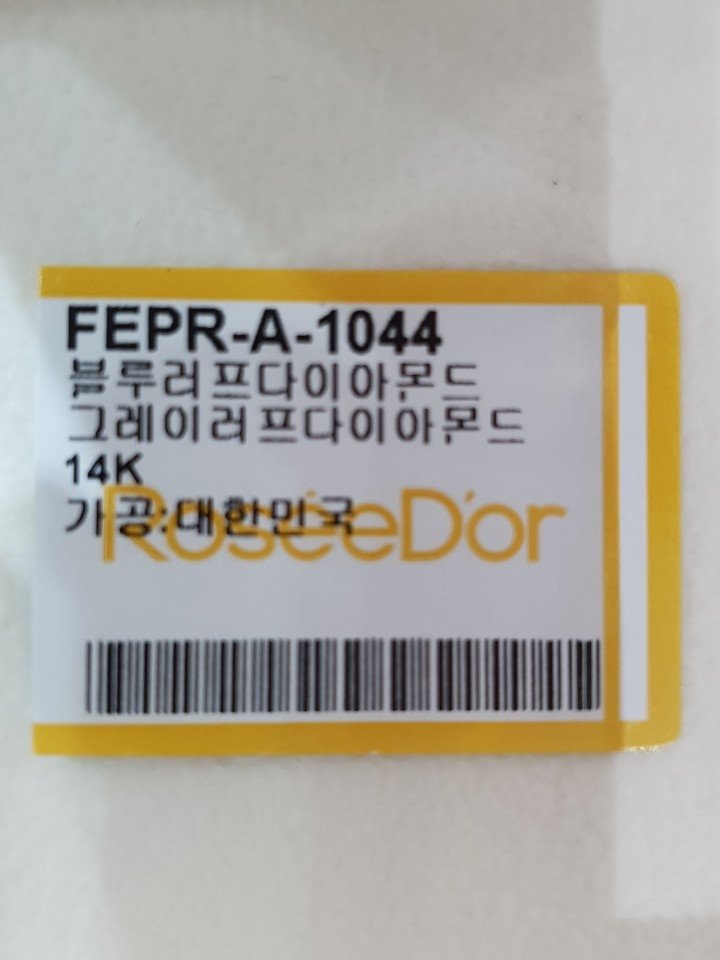 FEPR-A-1044
블루러프다이아몬드
그레이러프다이아몬드
14K
가공:대한민국
RoséeD'or